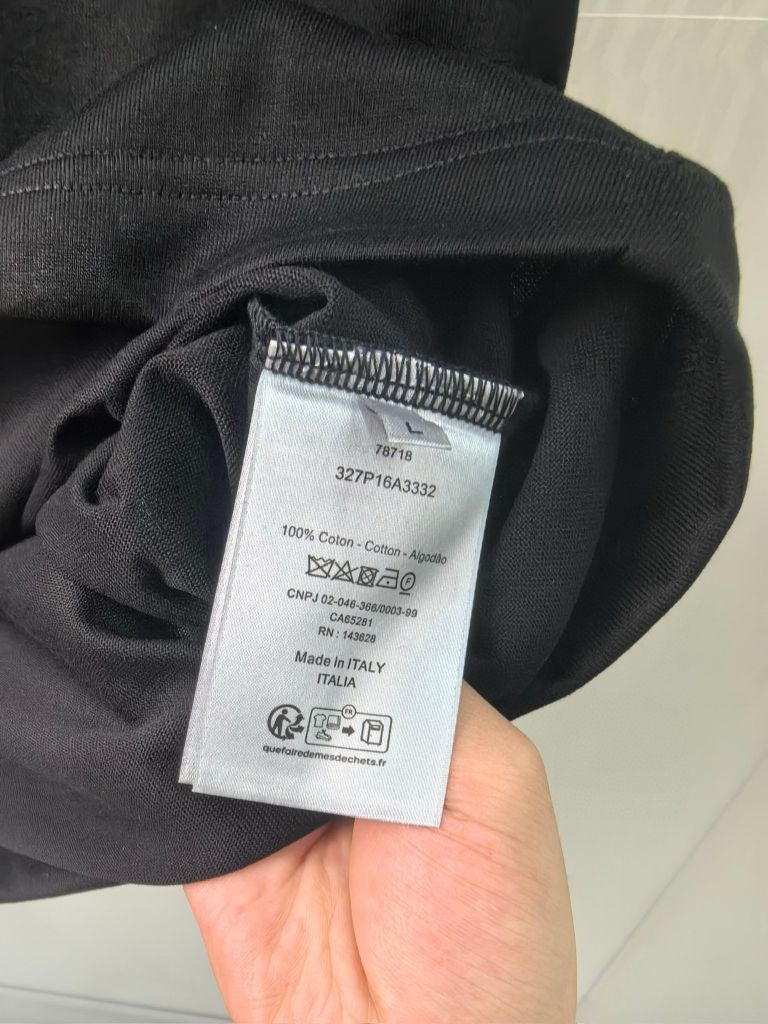 L
78718
327P16A3332
100% Coton - Cotton - Algodão
F
CNPJ 02-046-366/0003-99
CA65281
RN : 143628
Made in ITALY
ITALIA
FR
quefairedemesdechets.fr